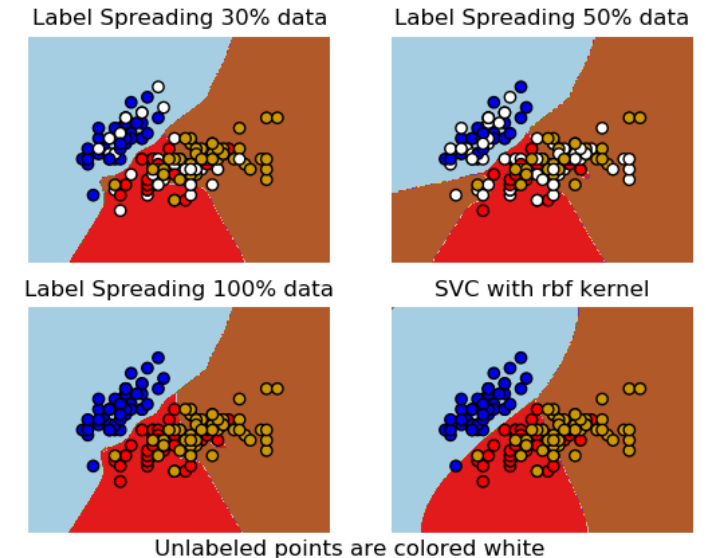 Label Spreading 30% data
Label Spreading 50% data
Label Spreading 100% data
SVC with rbf kernel
Unlabeled points are colored white